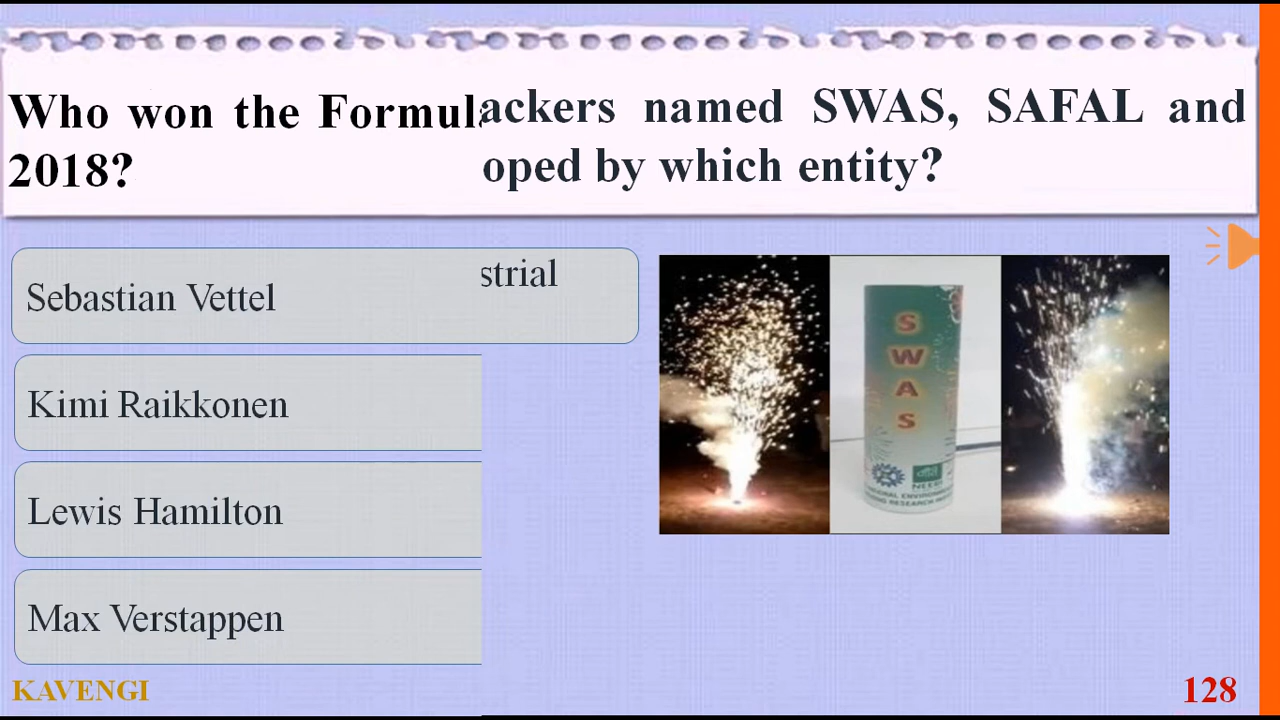 Who won the Formul
ackers named SWAS, SAFAL and
2018?
oped by which entity?
strial
Sebastian Vettel
Kimi Raikkonen
Lewis Hamilton
Max Verstappen
S
W
A
S
NEERI
KAVENGI
128